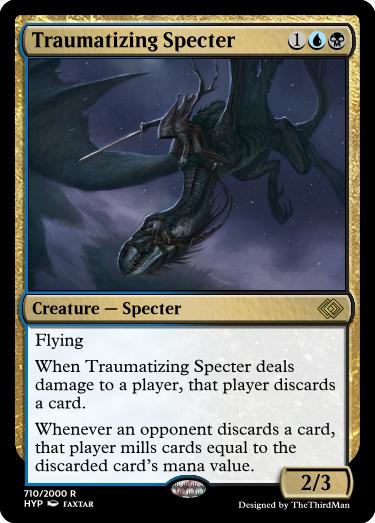 Traumatizing Specter 1
Creature — Specter
Flying
When Traumatizing Specter deals
damage to a player, that player discards
a card.
Whenever an opponent discards a card,
that player mills cards equal to the
discarded card's mana value.
2/3
710/2000 R
HYP FAXTAR
Designed by TheThirdMan